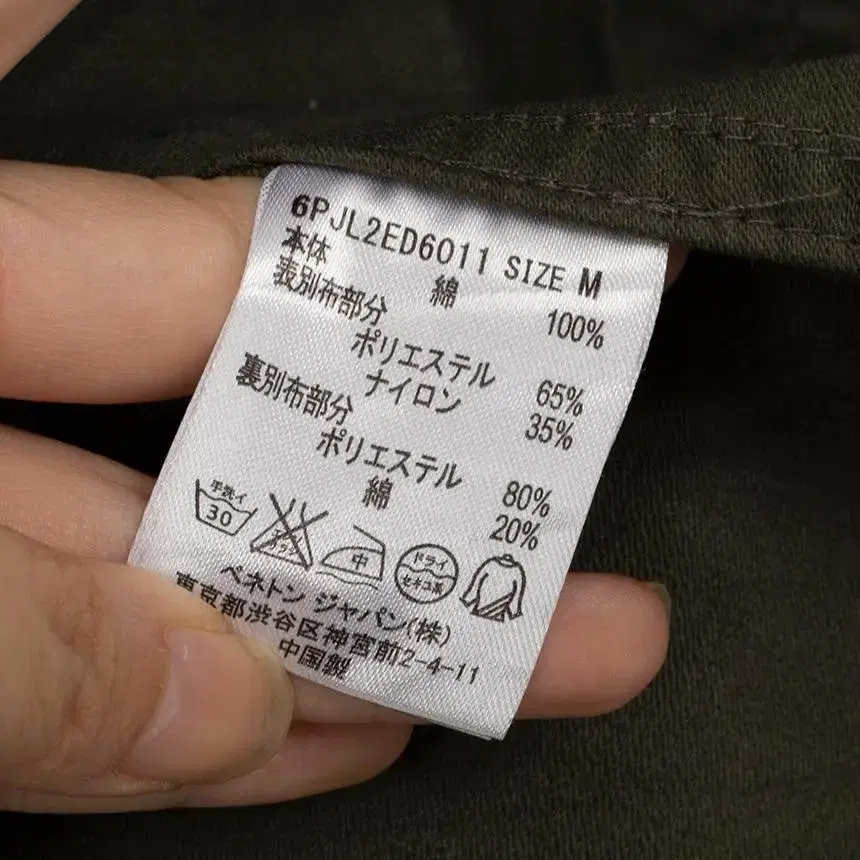 6PJL2ED6011 SIZE M
本体
綿 100%
表別布部分
ポリエステル 65%
ナイロン 35%
裏別布部分
ポリエステル 80%
綿 20%
手洗イ
30
中
ドライ
ベネトン ジャパン(株)
東京都渋谷区神宮前2-4-11
中国製